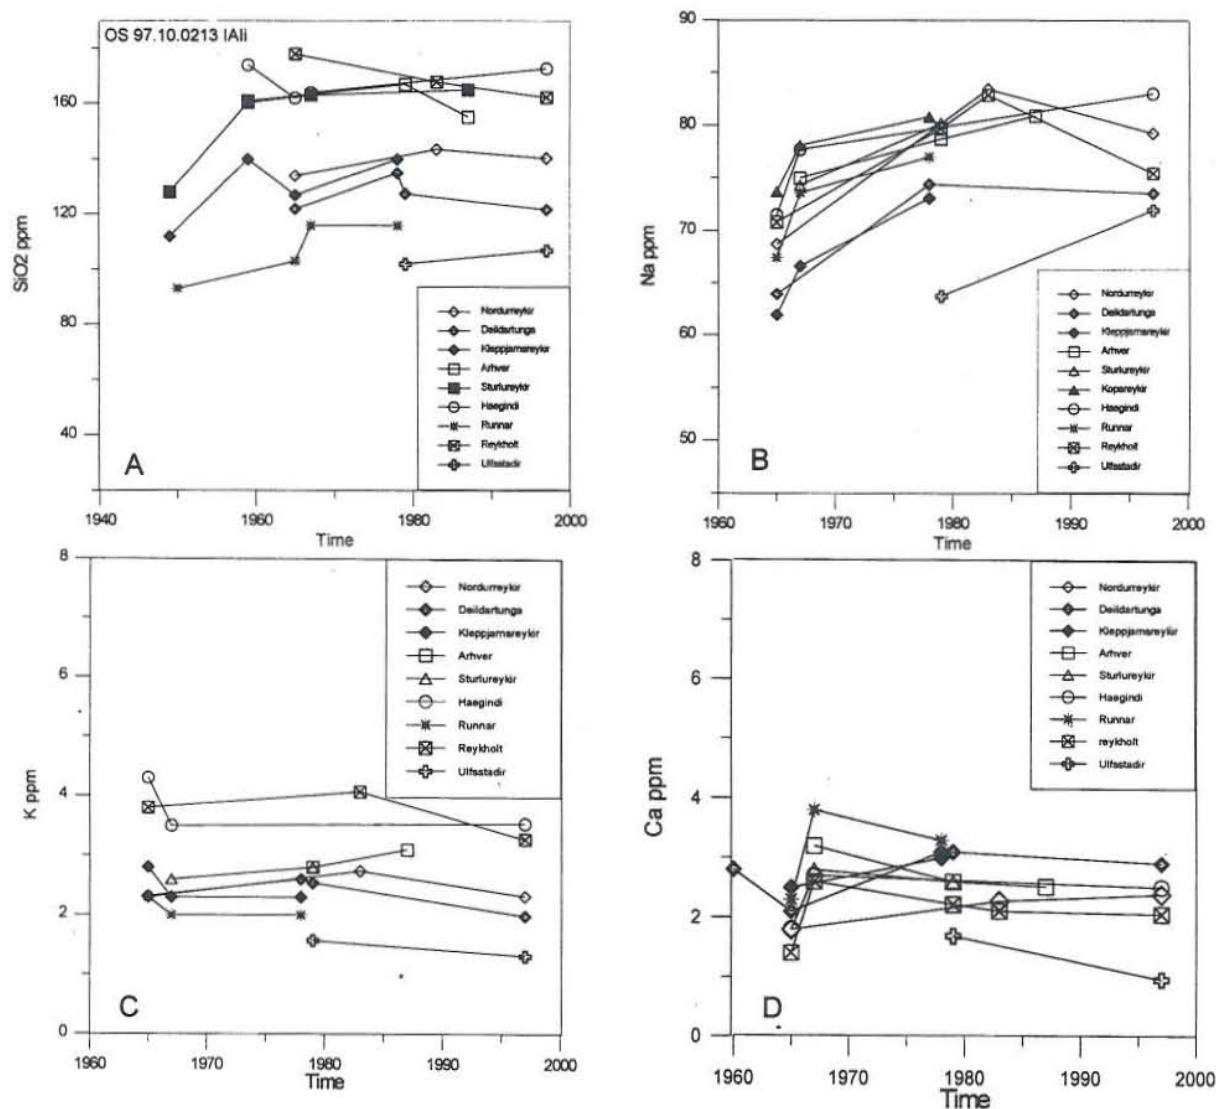 OS 97.10.0213 IAli
160
120
80
40
SiO2 ppm
A
Nordurreykir
Deildartunga
Kleppjarnsreykir
Arhver
Sturlureykir
Haegindi
Runnar
Reykholt
Ulfsstadir
1940
1960
1980
2000
Time
90
80
70
60
50
Na ppm
B
Nordurreykir
Deildartunga
Kleppjarnsreykir
Arhver
Sturlureykir
Kopareykir
Haegindi
Runnar
Reykholt
Ulfsstadir
1960
1970
1980
1990
2000
Time
8
6
4
2
0
K ppm
C
Nordurreykir
Deildartunga
Kleppjarnsreykir
Arhver
Sturlureykir
Haegindi
Runnar
Reykholt
Ulfsstadir
1960
1970
1980
1990
2000
Time
8
6
4
2
0
Ca ppm
D
Nordurreykir
Deildartunga
Kleppjarnsreykir
Arhver
Sturlureykir
Haegindi
Runnar
reykholt
Ulfsstadir
1960
1970
1980
1990
2000
Time